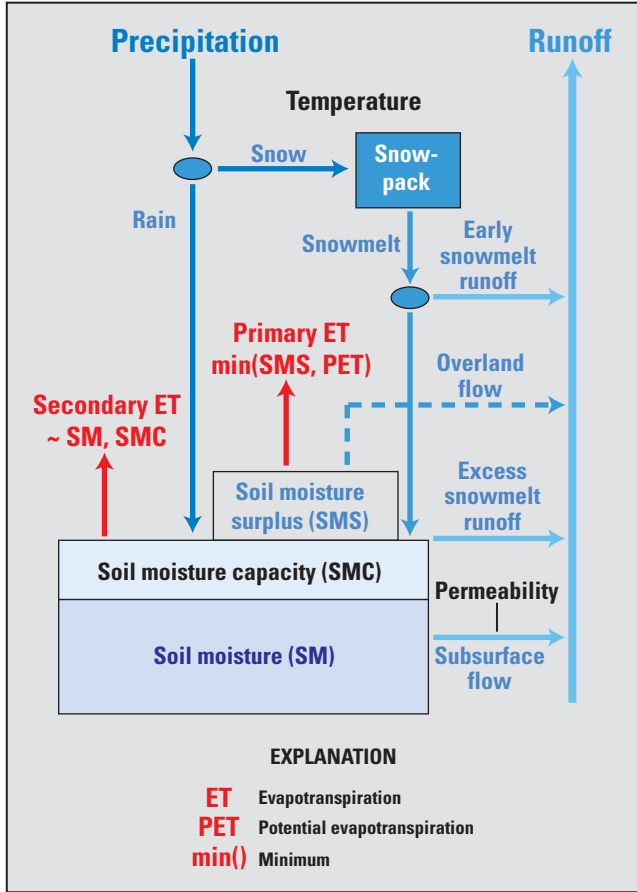 Precipitation
Runoff
Temperature
Snow
Snow-
pack
Rain
Snowmelt
Early
snowmelt
runoff
Primary ET
min(SMS, PET)
Overland
flow
Secondary ET
~ SM, SMC
Soil moisture
surplus (SMS)
Excess
snowmelt
runoff
Soil moisture capacity (SMC)
Permeability
Soil moisture (SM)
Subsurface
flow
EXPLANATION
ET Evapotranspiration
PET Potential evapotranspiration
min() Minimum